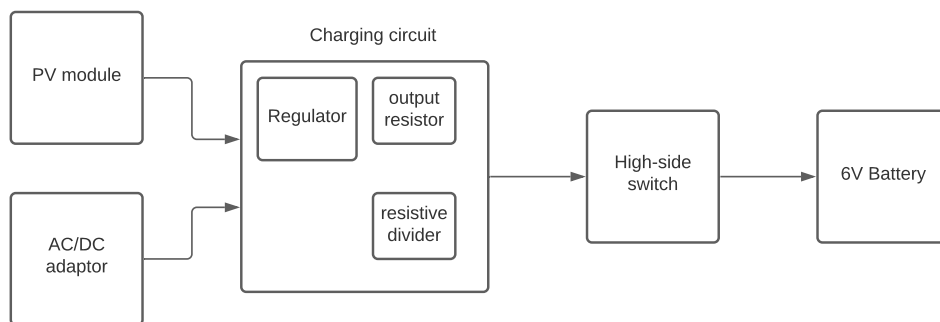 Charging circuit
PV module
Regulator
output
resistor
High-side
switch
6V Battery
resistive
divider
AC/DC
adaptor